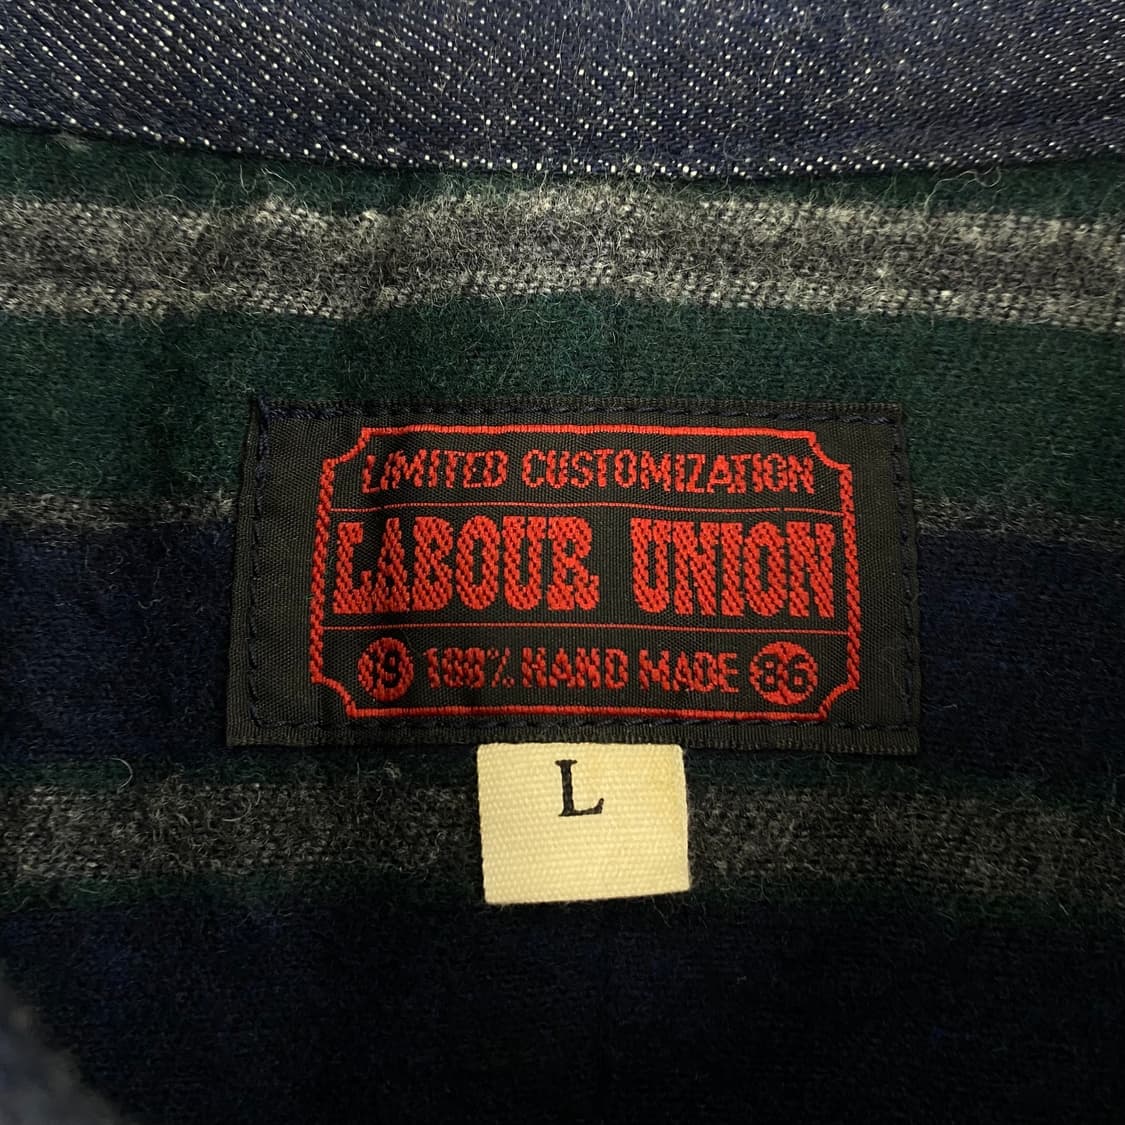 LIMITED CUSTOMIZATION
LABOUR UNION
19 100% HAND MADE 86
L